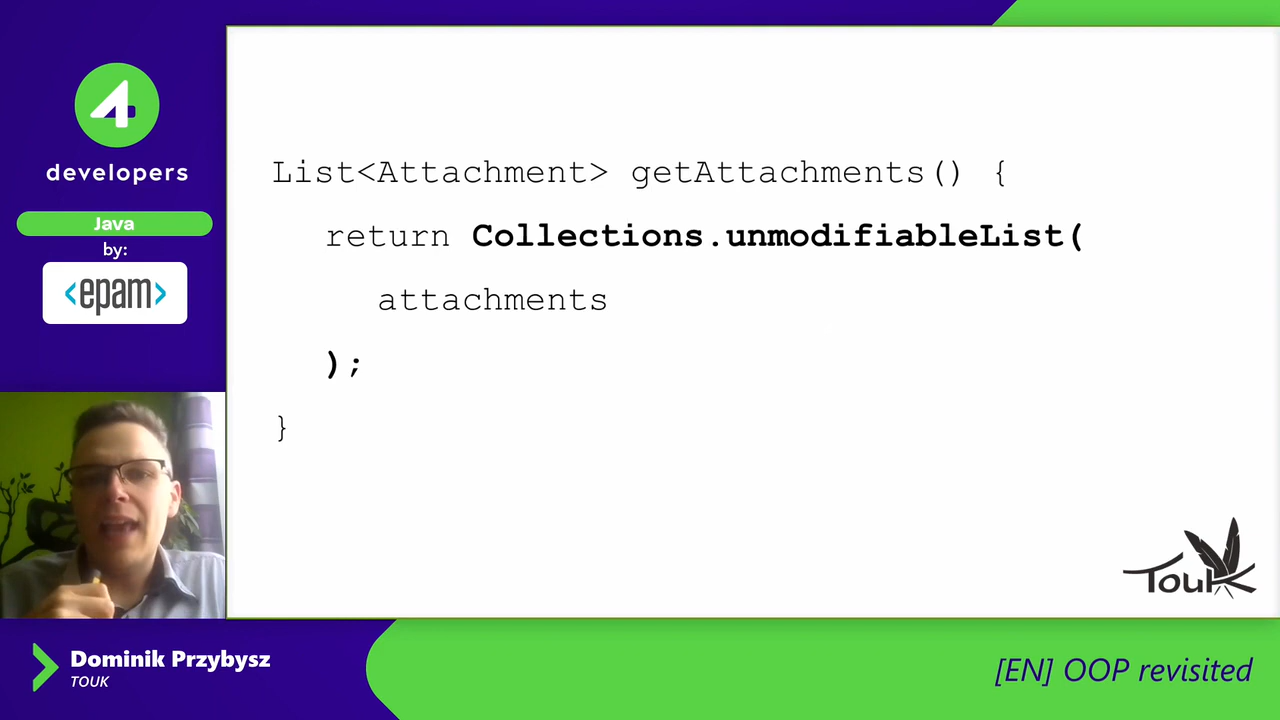 4
developers
Java
by:
<epam>
List<Attachment> getAttachments() {
return Collections.unmodifiableList(
attachments
);
}
TouK
Dominik Przybysz
TOUK
[EN] OOP revisited